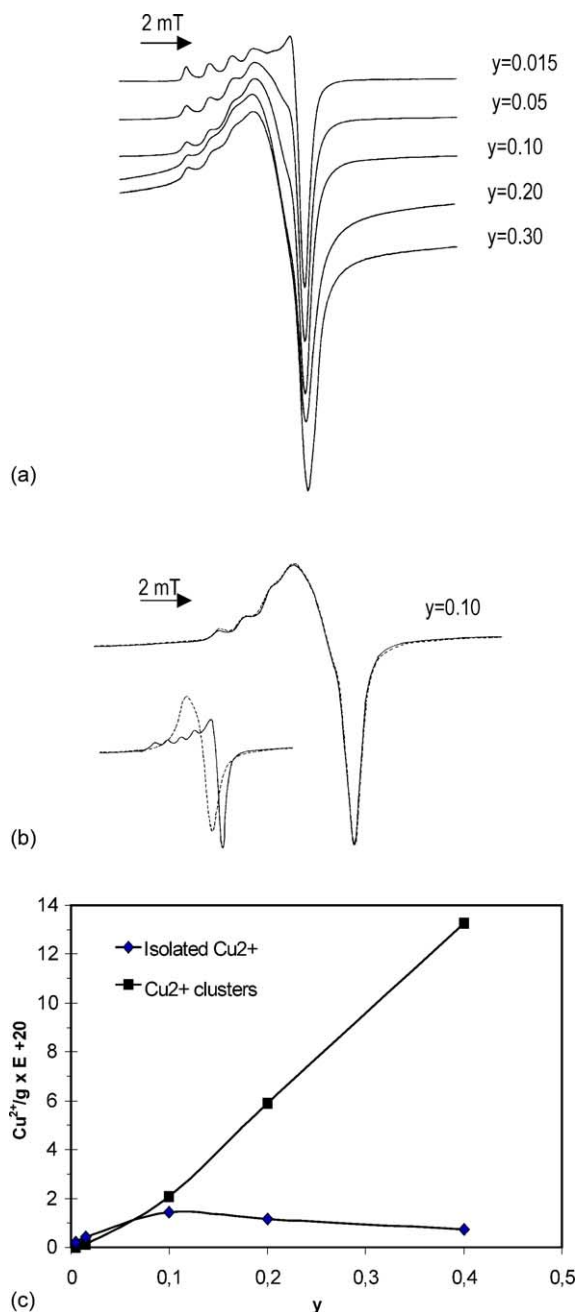 2 mT
y=0.015
y=0.05
y=0.10
y=0.20
y=0.30
(a)
2 mT
y=0.10
(b)
14
12
10
8
6
4
2
0
Isolated Cu2+
Cu2+ clusters
Cu²⁺/g x E +20
0 0,1 0,2 0,3 0,4 0,5
y
(c)